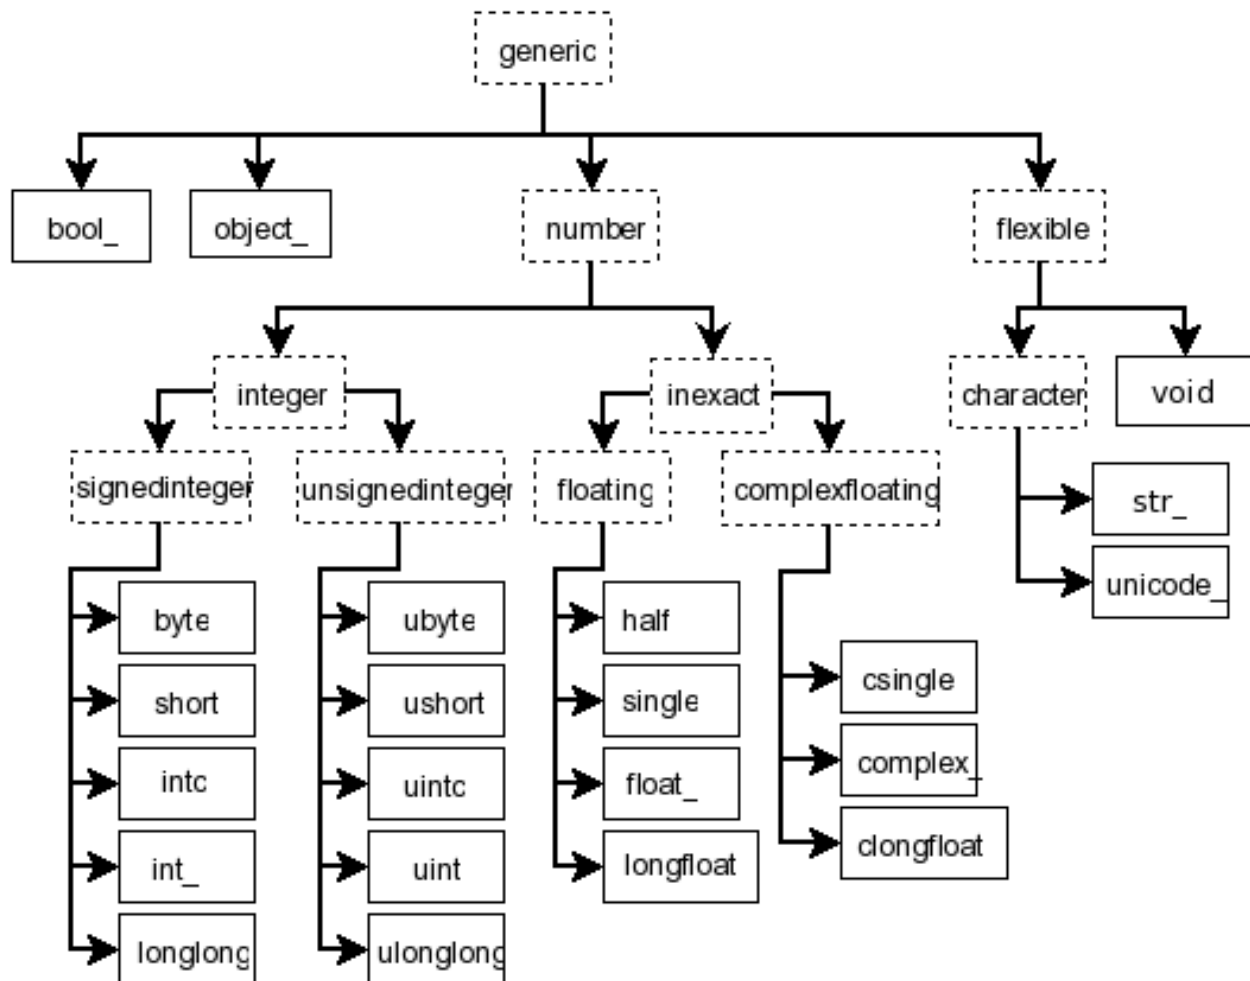 generic
bool_
object_
number
flexible
integer
inexact
character
void
signedinteger
unsignedinteger
floating
complexfloating
str_
unicode_
byte
ubyte
half
csingle
short
ushort
single
complex_
intc
uintc
float_
clongfloat
int_
uint
longfloat
longlong
ulonglong